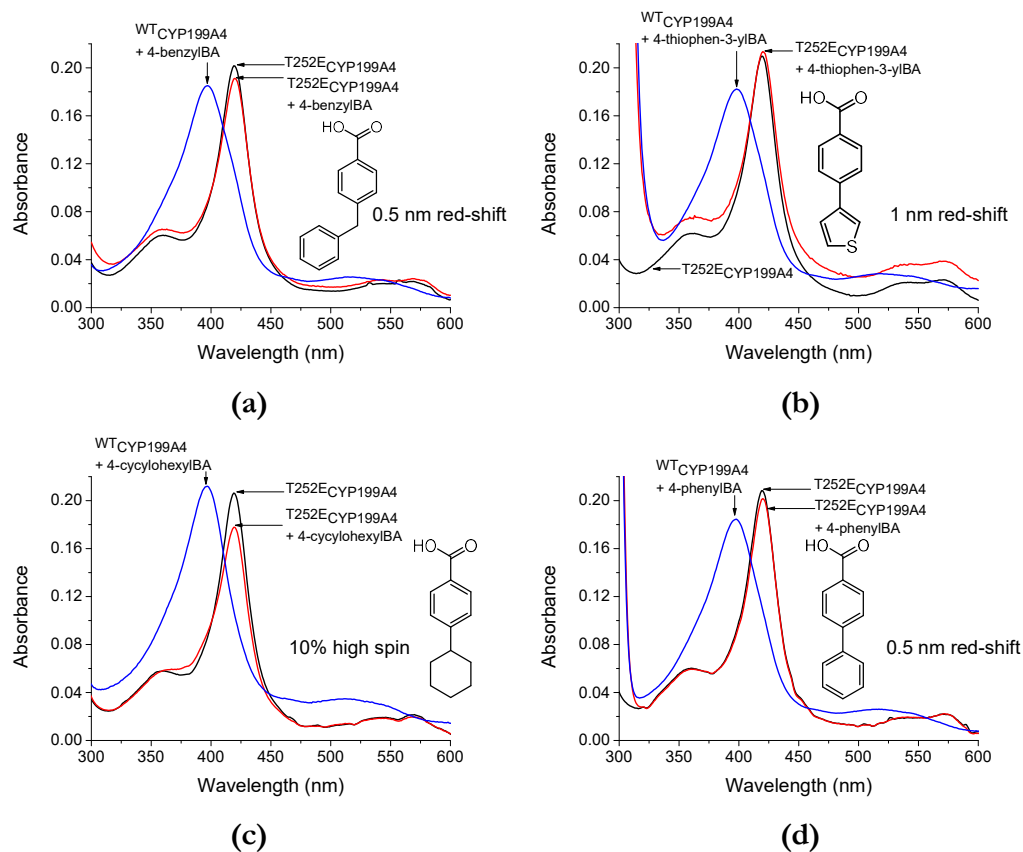 WT CYP199A4
+ 4-benzylBA
T252E CYP199A4
T252E CYP199A4
+ 4-benzylBA
HO
O
0.5 nm red-shift
Absorbance
0.20
0.16
0.12
0.08
0.04
0.00
300 350 400 450 500 550 600
Wavelength (nm)
(a)
WT CYP199A4
+ 4-thiophen-3-ylBA
T252E CYP199A4
+ 4-thiophen-3-ylBA
HO
O
S
1 nm red-shift
T252E CYP199A4
Absorbance
0.20
0.16
0.12
0.08
0.04
0.00
300 350 400 450 500 550 600
Wavelength (nm)
(b)
WT CYP199A4
+ 4-cycylohexylBA
T252E CYP199A4
T252E CYP199A4
+ 4-cycylohexylBA
HO
O
10% high spin
Absorbance
0.20
0.16
0.12
0.08
0.04
0.00
300 350 400 450 500 550 600
Wavelength (nm)
(c)
WT CYP199A4
+ 4-phenylBA
T252E CYP199A4
T252E CYP199A4
+ 4-phenylBA
HO
O
0.5 nm red-shift
Absorbance
0.20
0.16
0.12
0.08
0.04
0.00
300 350 400 450 500 550 600
Wavelength (nm)
(d)